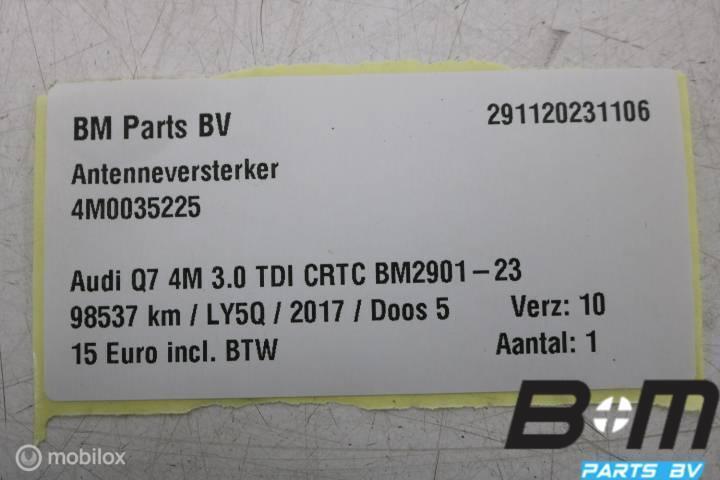 BM Parts BV 291120231106
Antenneversterker
4M0035225
Audi Q7 4M 3.0 TDI CRTC BM2901-23
98537 km / LY5Q / 2017 / Doos 5 Verz: 10
15 Euro incl. BTW Aantal: 1
B+M
PARTS BV
mobilox